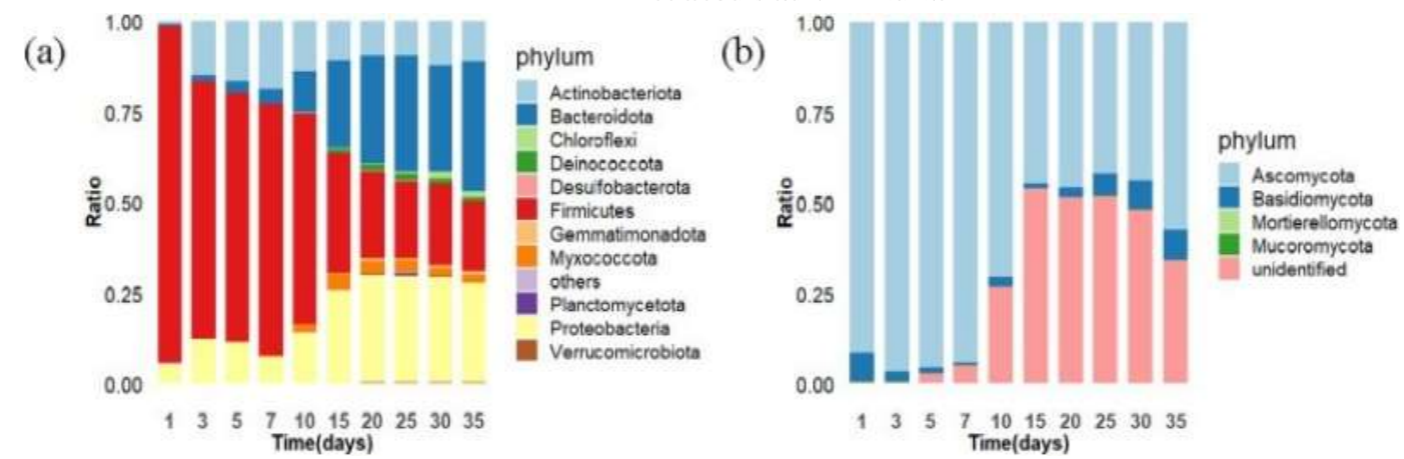 (a)
Ratio
1.00
0.75
0.50
0.25
0.00
1 3 5 7 10 15 20 25 30 35
Time(days)
phylum
Actinobacteriota
Bacteroidota
Chloroflexi
Deinococcota
Desulfobacterota
Firmicutes
Gemmatimonadota
Myxococcota
others
Planctomycetota
Proteobacteria
Verrucomicrobiota
(b)
Ratio
1.00
0.75
0.50
0.25
0.00
1 3 5 7 10 15 20 25 30 35
Time(days)
phylum
Ascomycota
Basidiomycota
Mortierellomycota
Mucoromycota
unidentified